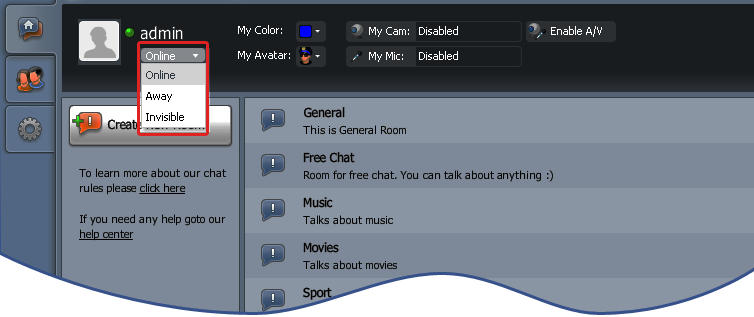 admin
My Color:
My Cam: Disabled
Enable A/V
Online
My Avatar:
My Mic: Disabled
Online
Away
Invisible
To learn more about our chat
rules please click here
If you need any help goto our
help center
General
This is General Room
Free Chat
Room for free chat. You can talk about anything :)
Music
Talks about music
Movies
Talks about movies
Sport